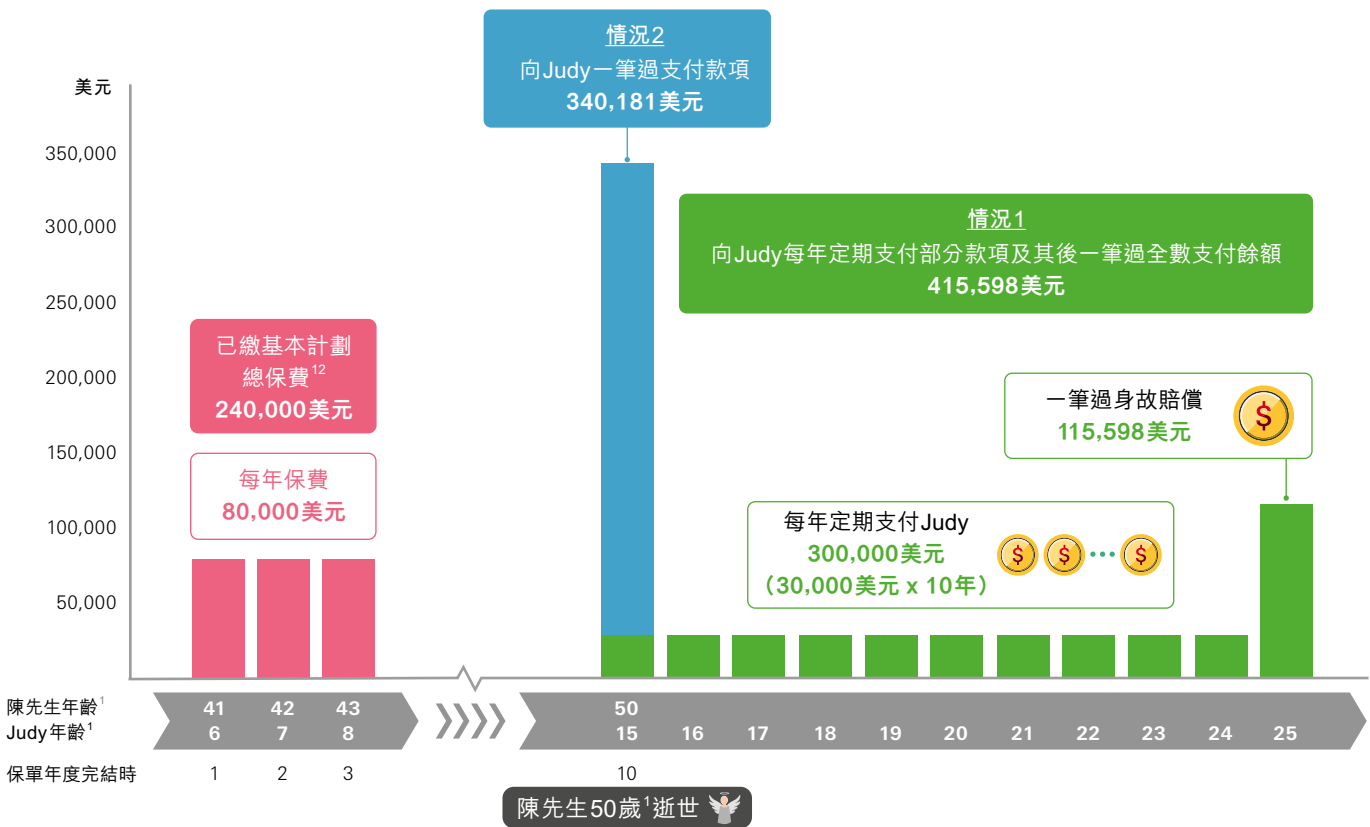 情況2
向Judy一筆過支付款項
340,181美元
美元
350,000
300,000
250,000
200,000
150,000
100,000
50,000
情況1
向Judy每年定期支付部分款項及其後一筆過全數支付餘額
415,598美元
已繳基本計劃
總保費12
240,000美元
每年保費
80,000美元
一筆過身故賠償
115,598美元
$
每年定期支付Judy
300,000美元
（30,000美元 x 10年）
$ $ ••• $
陳先生年齡1 41 42 43 50
Judy年齡1 6 7 8 15 16 17 18 19 20 21 22 23 24 25
保單年度完結時 1 2 3 10
陳先生50歲1逝世